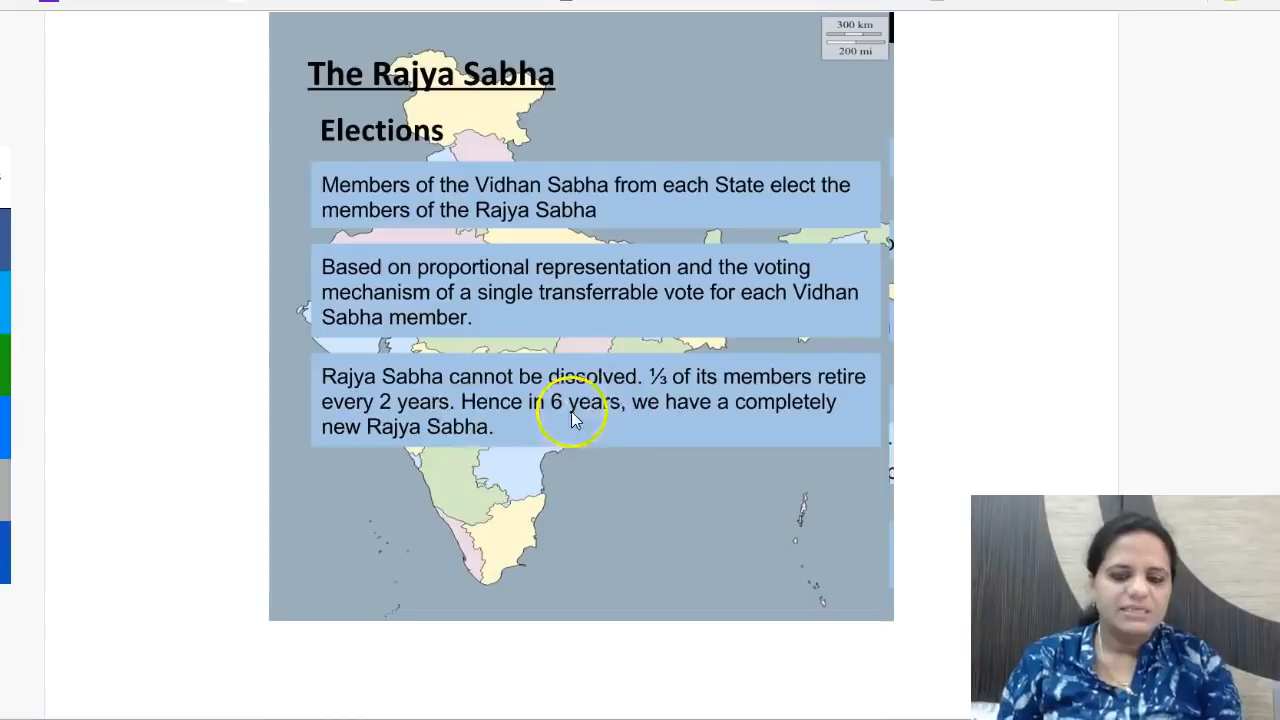 300 km
200 mi
The Rajya Sabha
Elections
Members of the Vidhan Sabha from each State elect the
members of the Rajya Sabha
Based on proportional representation and the voting
mechanism of a single transferrable vote for each Vidhan
Sabha member.
Rajya Sabha cannot be dissolved. ⅓ of its members retire
every 2 years. Hence in 6 years, we have a completely
new Rajya Sabha.